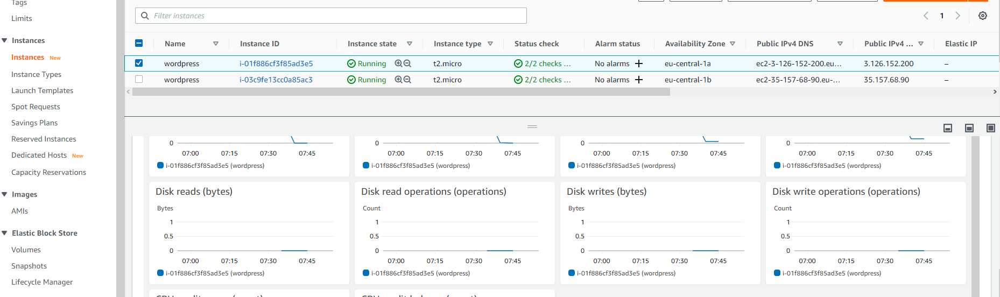 Tags
Limits
Instances
Instances New
Instance Types
Launch Templates
Spot Requests
Savings Plans
Reserved Instances
Dedicated Hosts New
Capacity Reservations
Images
AMIs
Elastic Block Store
Volumes
Snapshots
Lifecycle Manager
Filter instances
1
Name Instance ID Instance state Instance type Status check Alarm status Availability Zone Public IPv4 DNS Public IPv4 ... Elastic IP
wordpress i-01f886cf3f85ad3e5 Running t2.micro 2/2 checks ... No alarms + eu-central-1a ec2-3-126-152-200.eu-... 3.126.152.200 –
wordpress i-03c9fe13cc0a85ac3 Running t2.micro 2/2 checks ... No alarms + eu-central-1b ec2-35-157-68-90.eu-... 35.157.68.90 –
0
07:00 07:15 07:30 07:45
i-01f886cf3f85ad3e5 (wordpress)
0
07:00 07:15 07:30 07:45
i-01f886cf3f85ad3e5 (wordpress)
0
07:00 07:15 07:30 07:45
i-01f886cf3f85ad3e5 (wordpress)
0
07:00 07:15 07:30 07:45
i-01f886cf3f85ad3e5 (wordpress)
Disk reads (bytes)
Bytes
1
0.5
0
07:00 07:15 07:30 07:45
i-01f886cf3f85ad3e5 (wordpress)
Disk read operations (operations)
Count
1
0.5
0
07:00 07:15 07:30 07:45
i-01f886cf3f85ad3e5 (wordpress)
Disk writes (bytes)
Bytes
1
0.5
0
07:00 07:15 07:30 07:45
i-01f886cf3f85ad3e5 (wordpress)
Disk write operations (operations)
Count
1
0.5
0
07:00 07:15 07:30 07:45
i-01f886cf3f85ad3e5 (wordpress)